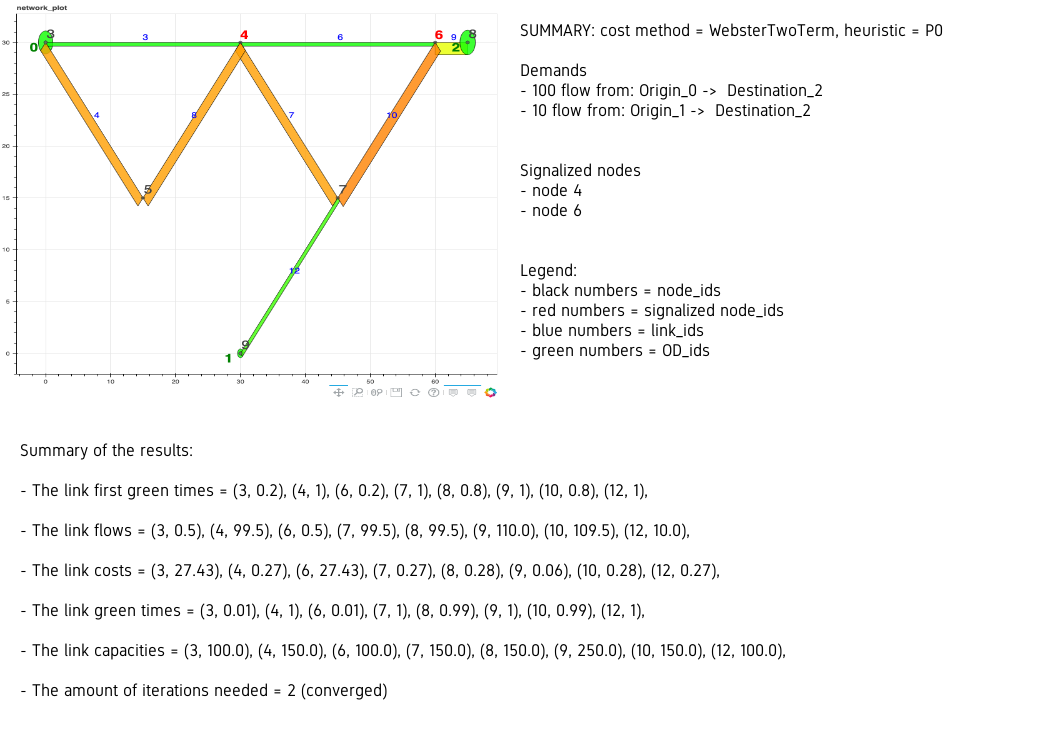 network_plot
SUMMARY: cost method = WebsterTwoTerm, heuristic = P0
Demands
- 100 flow from: Origin_0 -> Destination_2
- 10 flow from: Origin_1 -> Destination_2
Signalized nodes
- node 4
- node 6
Legend:
- black numbers = node_ids
- red numbers = signalized node_ids
- blue numbers = link_ids
- green numbers = OD_ids
30
25
20
15
10
5
0
0
10
20
30
40
50
60
3
0
3
4
6
6
9
2
8
4
8
7
10
5
7
12
9
1
Summary of the results:
- The link first green times = (3, 0.2), (4, 1), (6, 0.2), (7, 1), (8, 0.8), (9, 1), (10, 0.8), (12, 1),
- The link flows = (3, 0.5), (4, 99.5), (6, 0.5), (7, 99.5), (8, 99.5), (9, 110.0), (10, 109.5), (12, 10.0),
- The link costs = (3, 27.43), (4, 0.27), (6, 27.43), (7, 0.27), (8, 0.28), (9, 0.06), (10, 0.28), (12, 0.27),
- The link green times = (3, 0.01), (4, 1), (6, 0.01), (7, 1), (8, 0.99), (9, 1), (10, 0.99), (12, 1),
- The link capacities = (3, 100.0), (4, 150.0), (6, 100.0), (7, 150.0), (8, 150.0), (9, 250.0), (10, 150.0), (12, 100.0),
- The amount of iterations needed = 2 (converged)